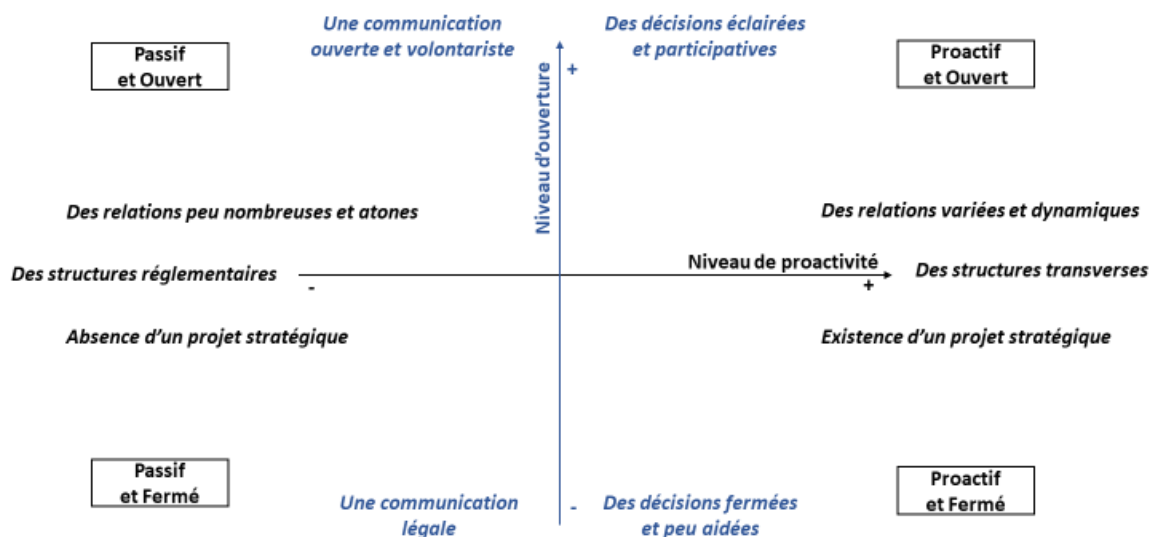 Une communication
ouverte et volontariste
Des décisions éclairées
et participatives
Passif
et Ouvert
+
Niveau d'ouverture
Proactif
et Ouvert
Des relations peu nombreuses et atones
Des relations variées et dynamiques
Des structures réglementaires
-
Niveau de proactivité
+
Des structures transverses
Absence d'un projet stratégique
Existence d'un projet stratégique
Passif
et Fermé
Une communication
légale
-
Des décisions fermées
et peu aidées
Proactif
et Fermé